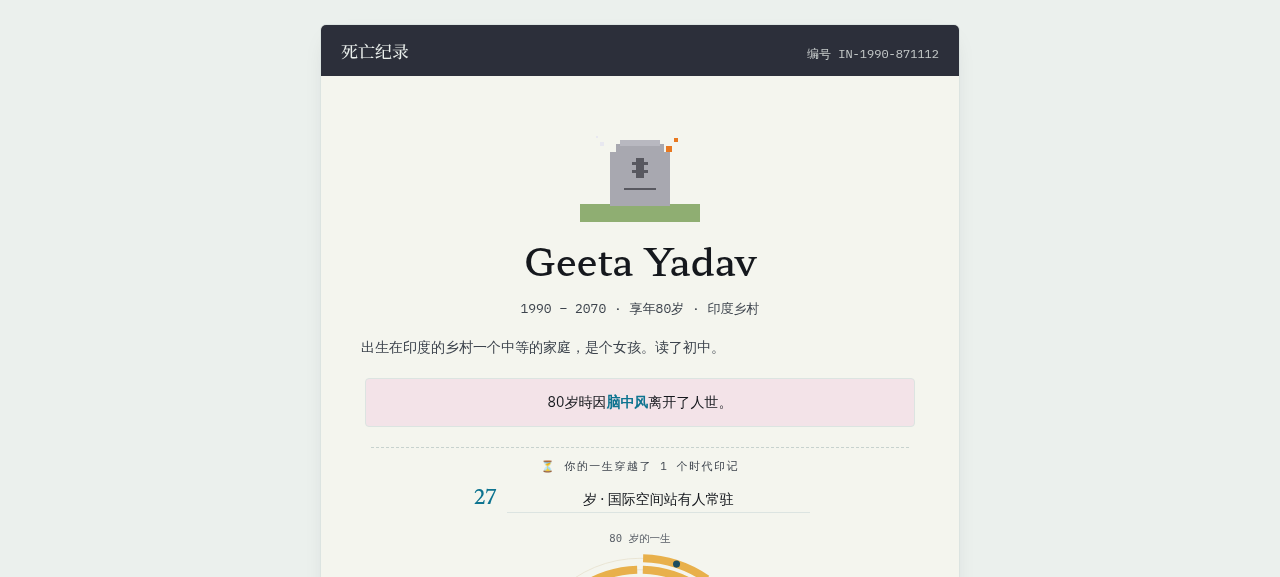 死亡纪录
编号 IN-1990-871112
Geeta Yadav
1990 – 2070 · 享年80岁 · 印度乡村
出生在印度的乡村一个中等的家庭，是个女孩。读了初中。
80岁時因脑中风离开了人世。
⏳ 你的一生穿越了 1 个时代印记
27 岁 · 国际空间站有人常驻
80 岁的一生